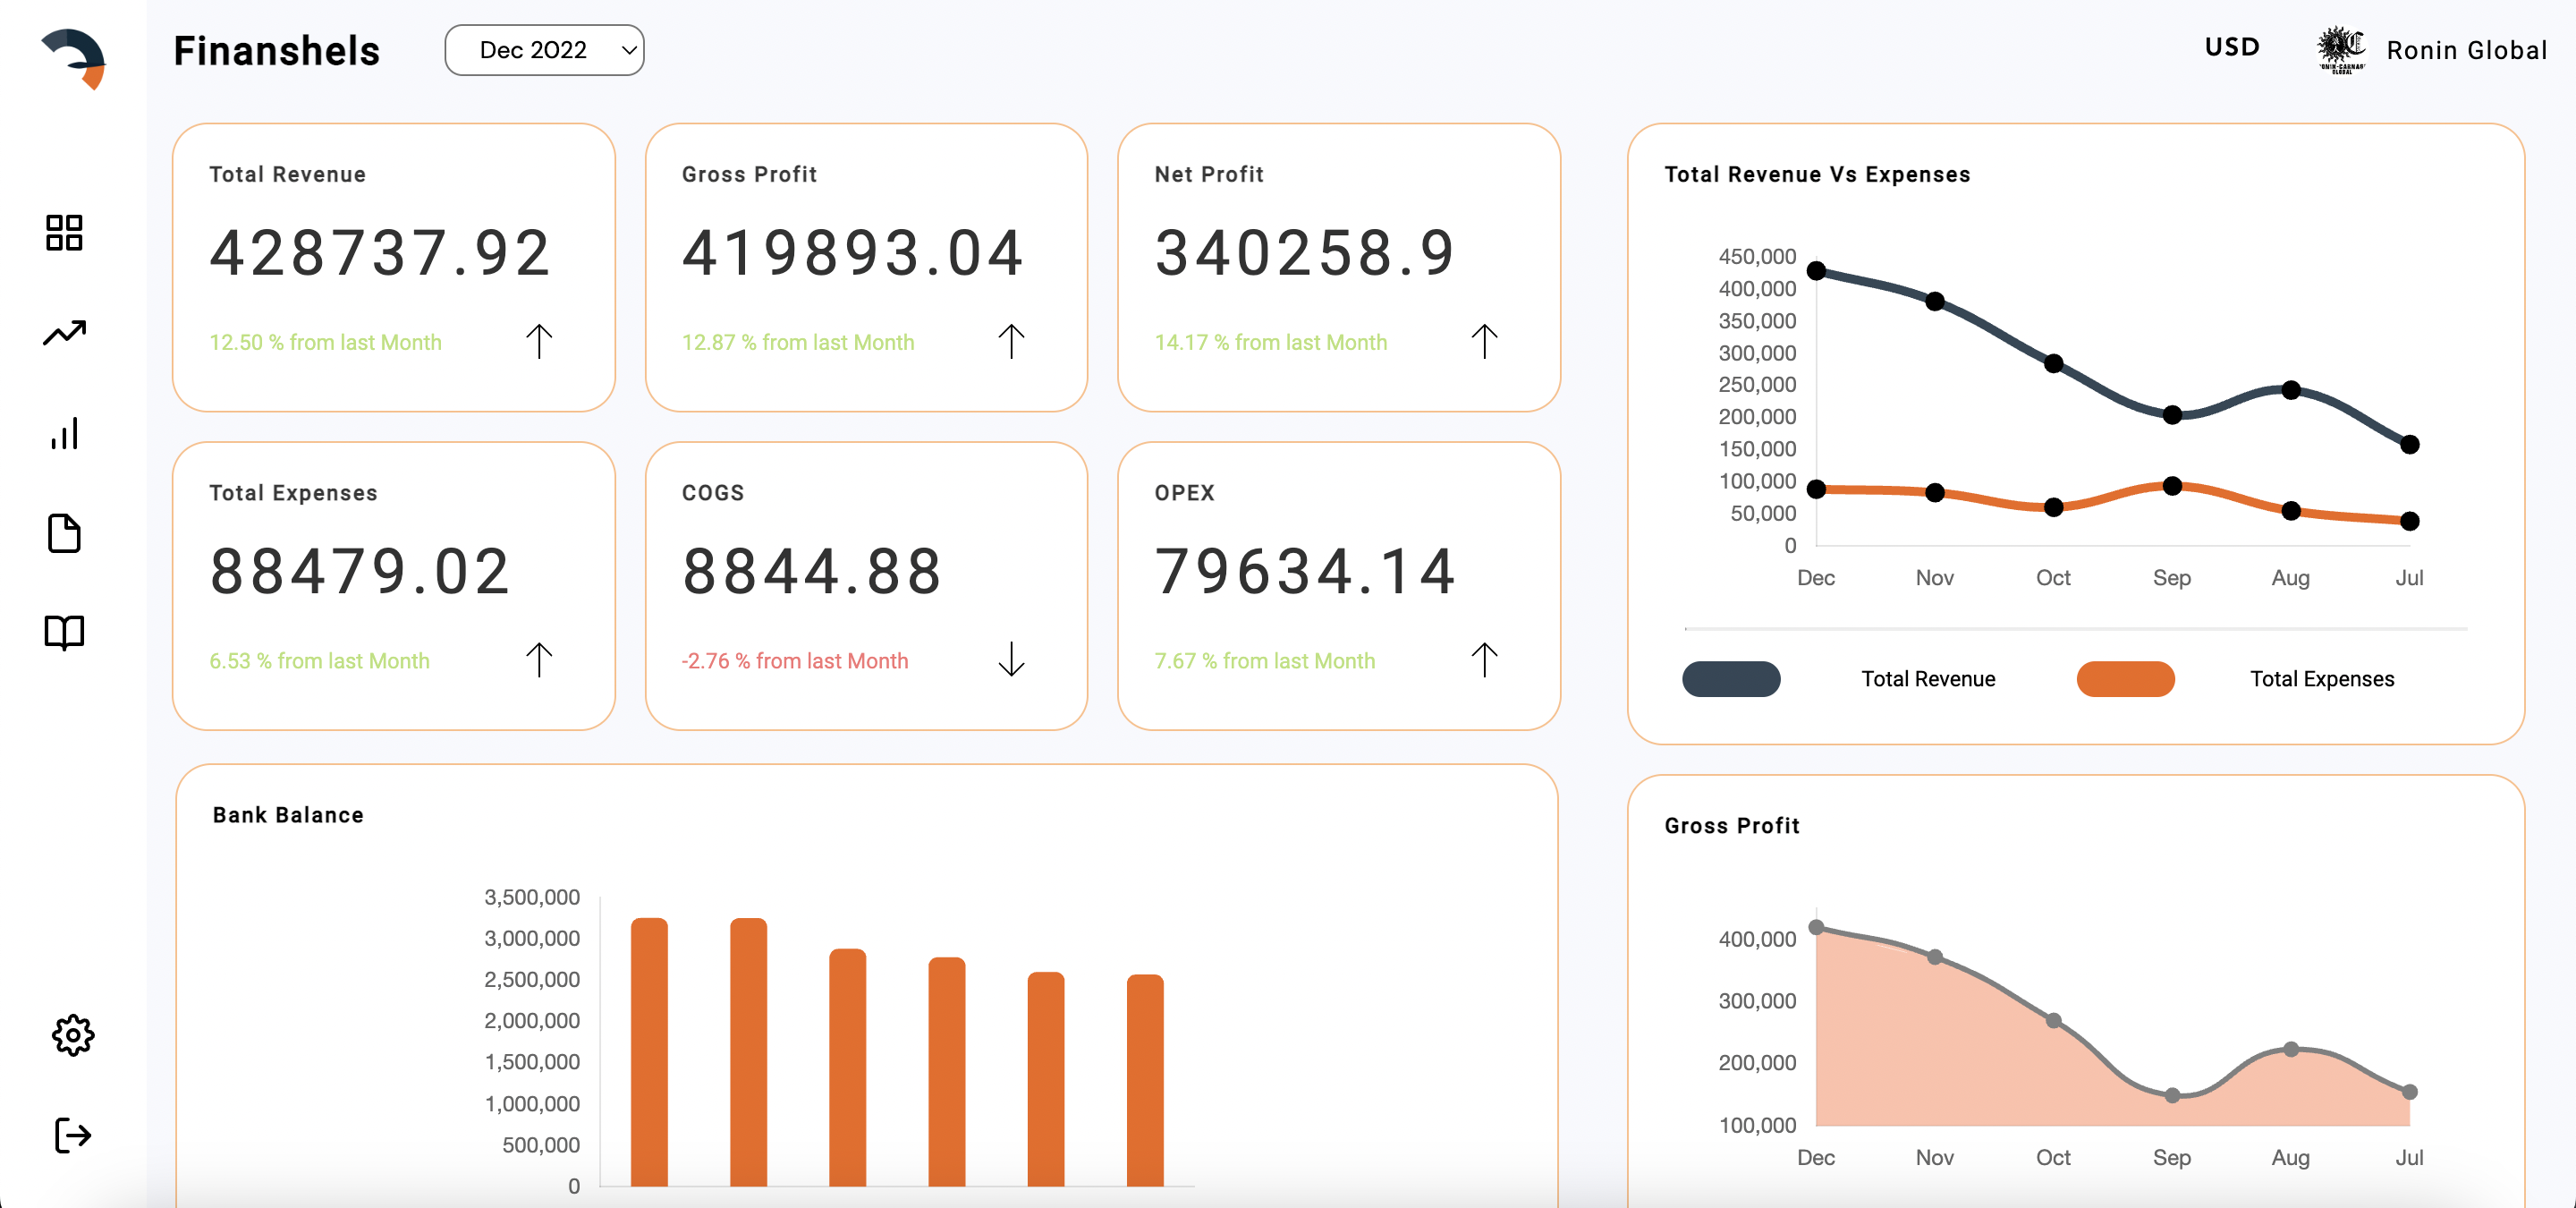 Finanshels
Dec 2022
USD
Ronin Global
Total Revenue
428737.92
12.50 % from last Month
Gross Profit
419893.04
12.87 % from last Month
Net Profit
340258.9
14.17 % from last Month
Total Expenses
88479.02
6.53 % from last Month
COGS
8844.88
-2.76 % from last Month
OPEX
79634.14
7.67 % from last Month
Total Revenue Vs Expenses
450,000
400,000
350,000
300,000
250,000
200,000
150,000
100,000
50,000
0
Dec Nov Oct Sep Aug Jul
Total Revenue Total Expenses
Bank Balance
3,500,000
3,000,000
2,500,000
2,000,000
1,500,000
1,000,000
500,000
0
Gross Profit
400,000
300,000
200,000
100,000
Dec Nov Oct Sep Aug Jul